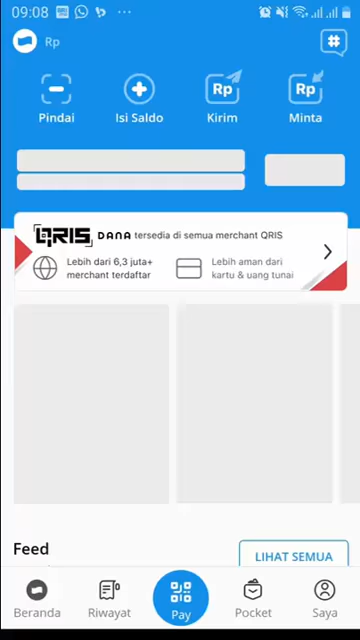 09:08
Rp
Pindai
Rp
Isi Saldo
Kirim
Rp
Minta
QRIS DANA tersedia di semua merchant QRIS
Lebih dari 6,3 juta+
merchant terdaftar
Lebih aman dari
kartu & uang tunai
Feed
LIHAT SEMUA
Beranda
Riwayat
Pay
Pocket
Saya